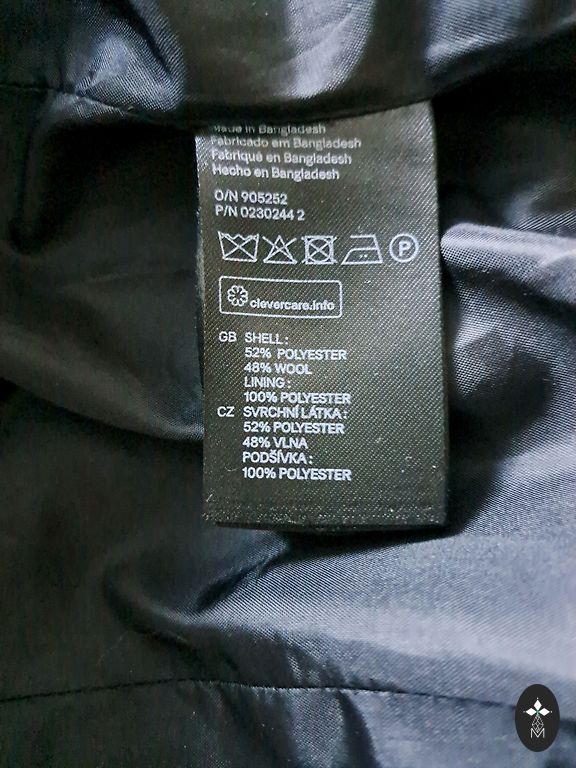 Made in Bangladesh
Fabricado em Bangladesh
Fabriqué en Bangladesh
Hecho en Bangladesh
O/N 905252
P/N 0230244 2
P
clevercare.info
GB SHELL:
52% POLYESTER
48% WOOL
LINING:
100% POLYESTER
CZ SVRCHNÍ LÁTKA:
52% POLYESTER
48% VLNA
PODŠÍVKA:
100% POLYESTER
M